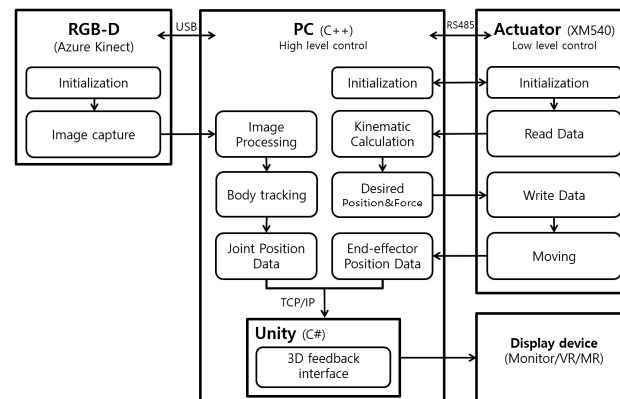 RGB-D
(Azure Kinect)
Initialization
Image capture
USB
PC (C++)
High level control
Initialization
Image
Processing
Kinematic
Calculation
Body tracking
Desired
Position&Force
Joint Position
Data
End-effector
Position Data
TCP/IP
Unity (C#)
3D feedback
interface
RS485
Actuator (XM540)
Low level control
Initialization
Read Data
Write Data
Moving
Display device
(Monitor/VR/MR)